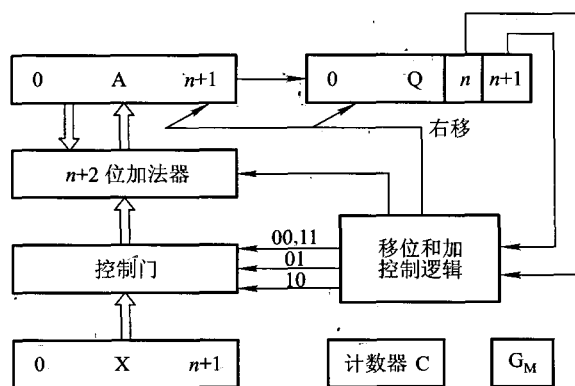 0 A n+1
0 Q n n+1
右移
n+2 位加法器
00,11
01
10
控制门
移位和加
控制逻辑
0 X n+1
计数器 C
G_M